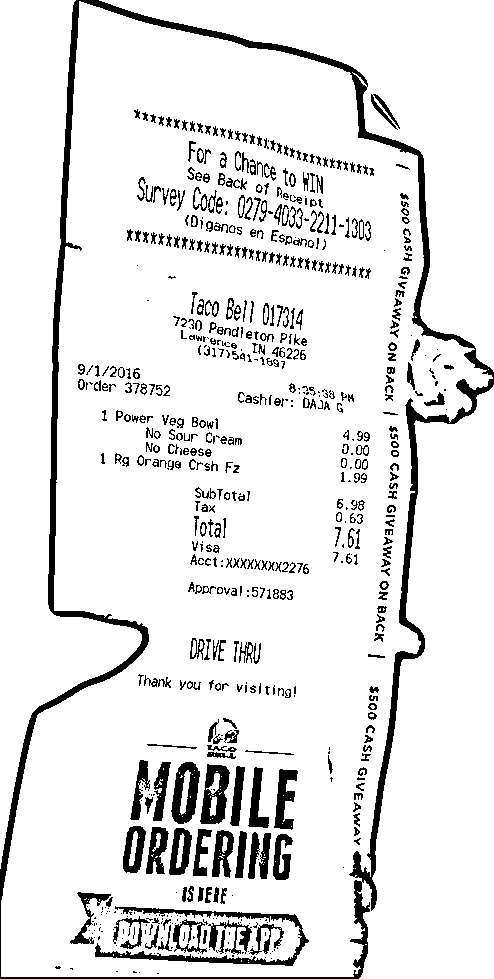 ************************************
For a Chance to WIN
See Back of Receipt
Survey Code: 0279-4033-2211-1303
(Diganos en Espanol)
************************************
Taco Bell 017314
7230 Pendleton Pike
Lawrence, IN 46226
(317)541-1897
9/1/2016 8:35:38 PM
Order 378752 Cashier: DAJA G
1 Power Veg Bowl 4.99
No Sour Cream 0.00
No Cheese 0.00
1 Rg Orange Crsh Fz 1.99
SubTotal 6.98
Tax 0.63
Total 7.61
Visa 7.61
Acct:XXXXXXXX2276
Approval:571883
DRIVE THRU
Thank you for visiting!
TACO
BELL
MOBILE
ORDERING
IS HERE
DOWNLOAD THE APP
$500 CASH GIVEAWAY ON BACK | $500 CASH GIVEAWAY ON BACK | $500 CASH GIVEAWAY